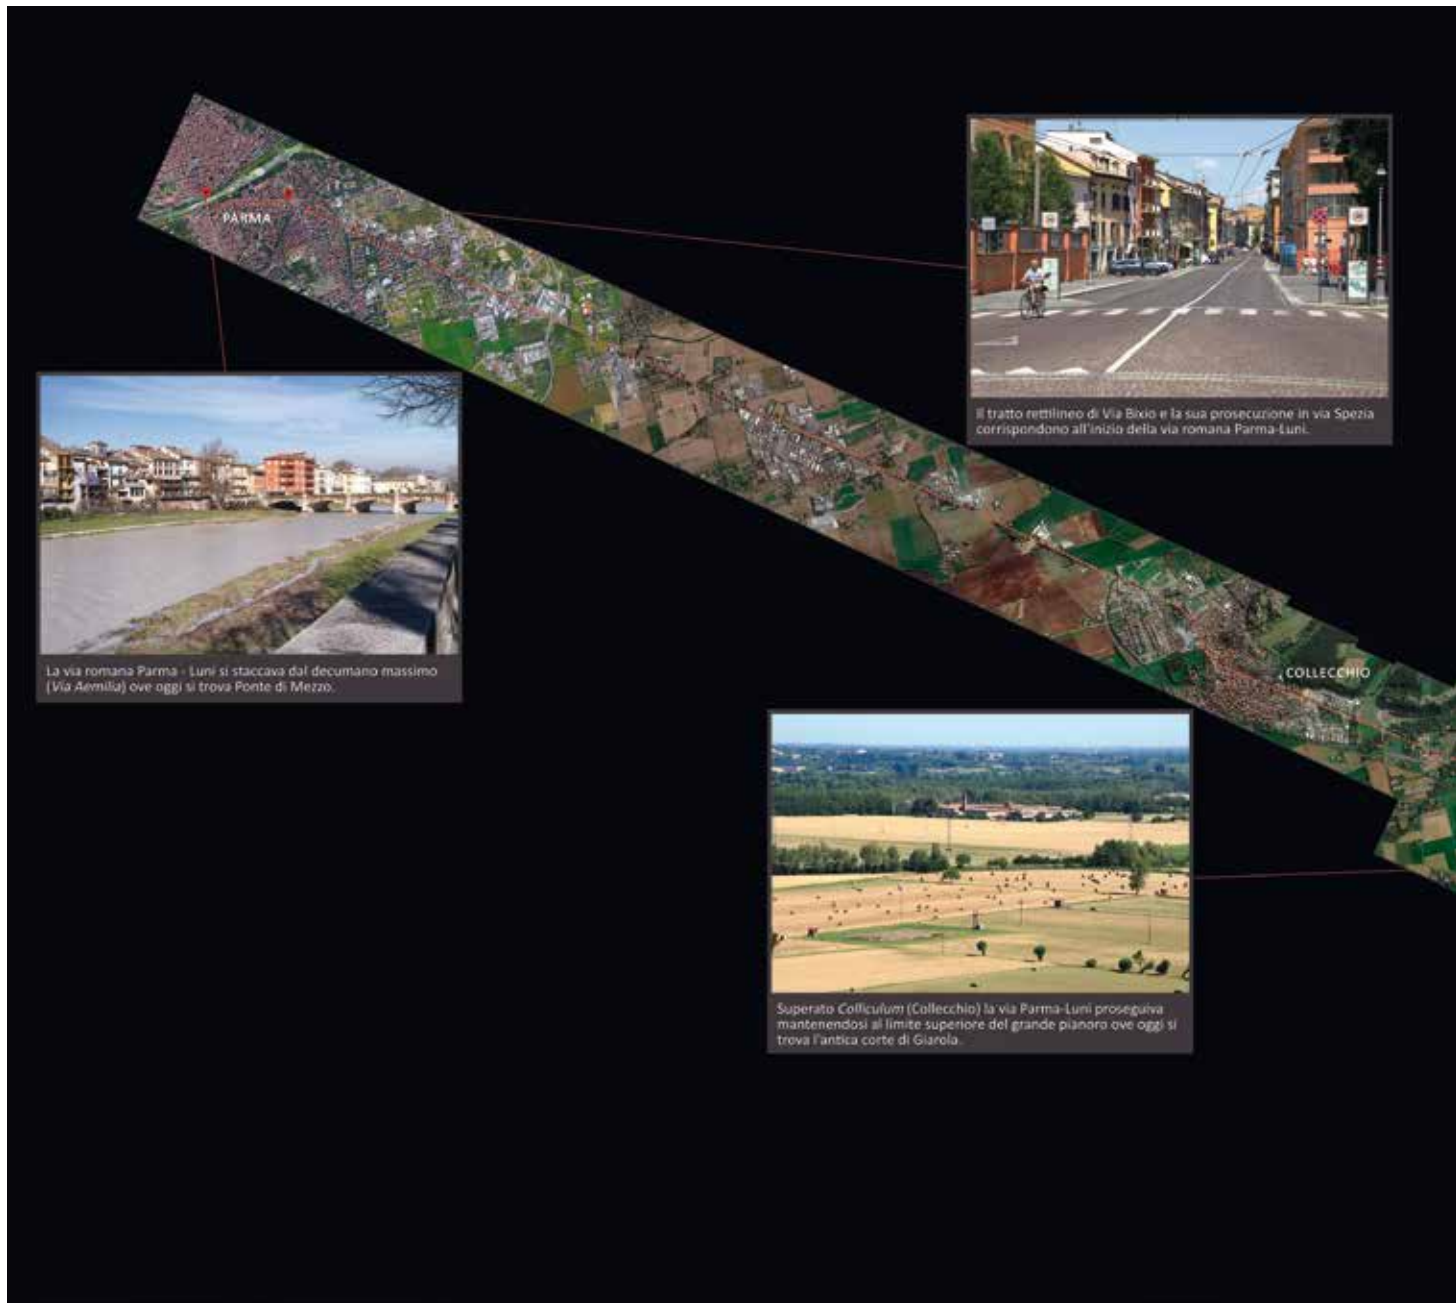 PARMA
Il tratto rettilineo di Via Bixio e la sua prosecuzione in via Spezia
corrispondono all'inizio della via romana Parma-Luni.
La via romana Parma - Luni si staccava dal decumano massimo
(Via Aemilia) ove oggi si trova Ponte di Mezzo.
COLLECCHIO
Superato Colliculum (Collecchio) la via Parma-Luni proseguiva
mantenendosi al limite superiore del grande pianoro ove oggi si
trova l'antica corte di Giarola.